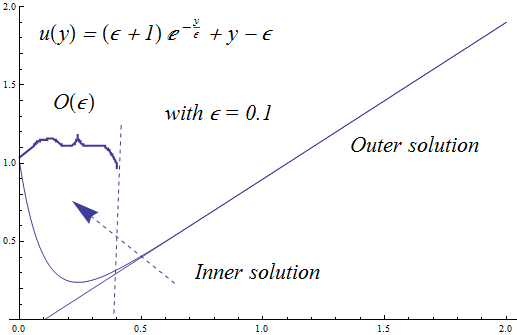 2.0
u(y) = (ϵ + 1) e^{-y/ϵ} + y − ϵ
1.5
O(ϵ)
with ϵ = 0.1
Outer solution
1.0
0.5
Inner solution
0.0 0.5 1.0 1.5 2.0